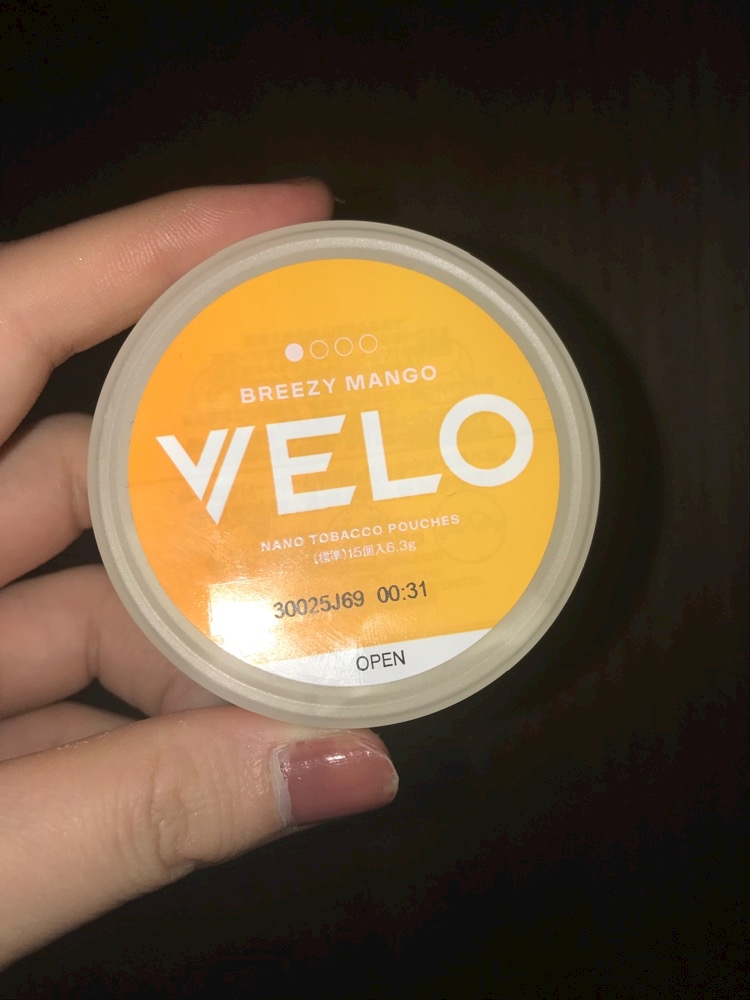 BREEZY MANGO
VELO
NANO TOBACCO POUCHES
(標準)15個入6.3g
30025J69 00:31
OPEN